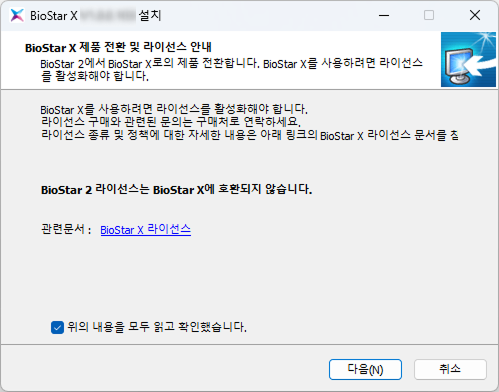 BioStar X 설치
BioStar X 제품 전환 및 라이선스 안내
BioStar 2에서 BioStar X로의 제품 전환합니다. BioStar X를 사용하려면 라이선스
를 활성화해야 합니다.
BioStar X를 사용하려면 라이선스를 활성화해야 합니다.
라이선스 구매와 관련된 문의는 구매처로 연락하세요.
라이선스 종류 및 정책에 대한 자세한 내용은 아래 링크의 BioStar X 라이선스 문서를
BioStar 2 라이선스는 BioStar X에 호환되지 않습니다.
관련문서 : BioStar X 라이선스
위의 내용을 모두 읽고 확인했습니다.
다음(N)
취소